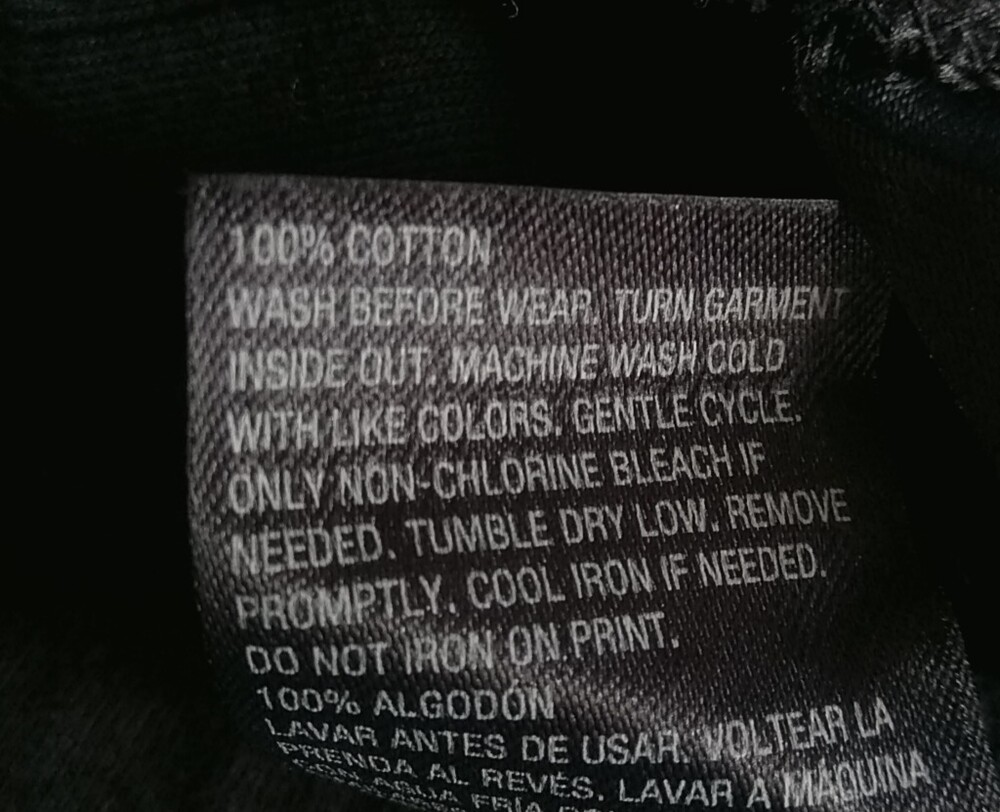 100% COTTON
WASH BEFORE WEAR. TURN GARMENT
INSIDE OUT. MACHINE WASH COLD
WITH LIKE COLORS. GENTLE CYCLE.
ONLY NON-CHLORINE BLEACH IF
NEEDED. TUMBLE DRY LOW. REMOVE
PROMPTLY. COOL IRON IF NEEDED.
DO NOT IRON ON PRINT.
100% ALGODÓN
LAVAR ANTES DE USAR. VOLTEAR LA
PRENDA AL REVÉS. LAVAR A MAQUINA
FRÍA